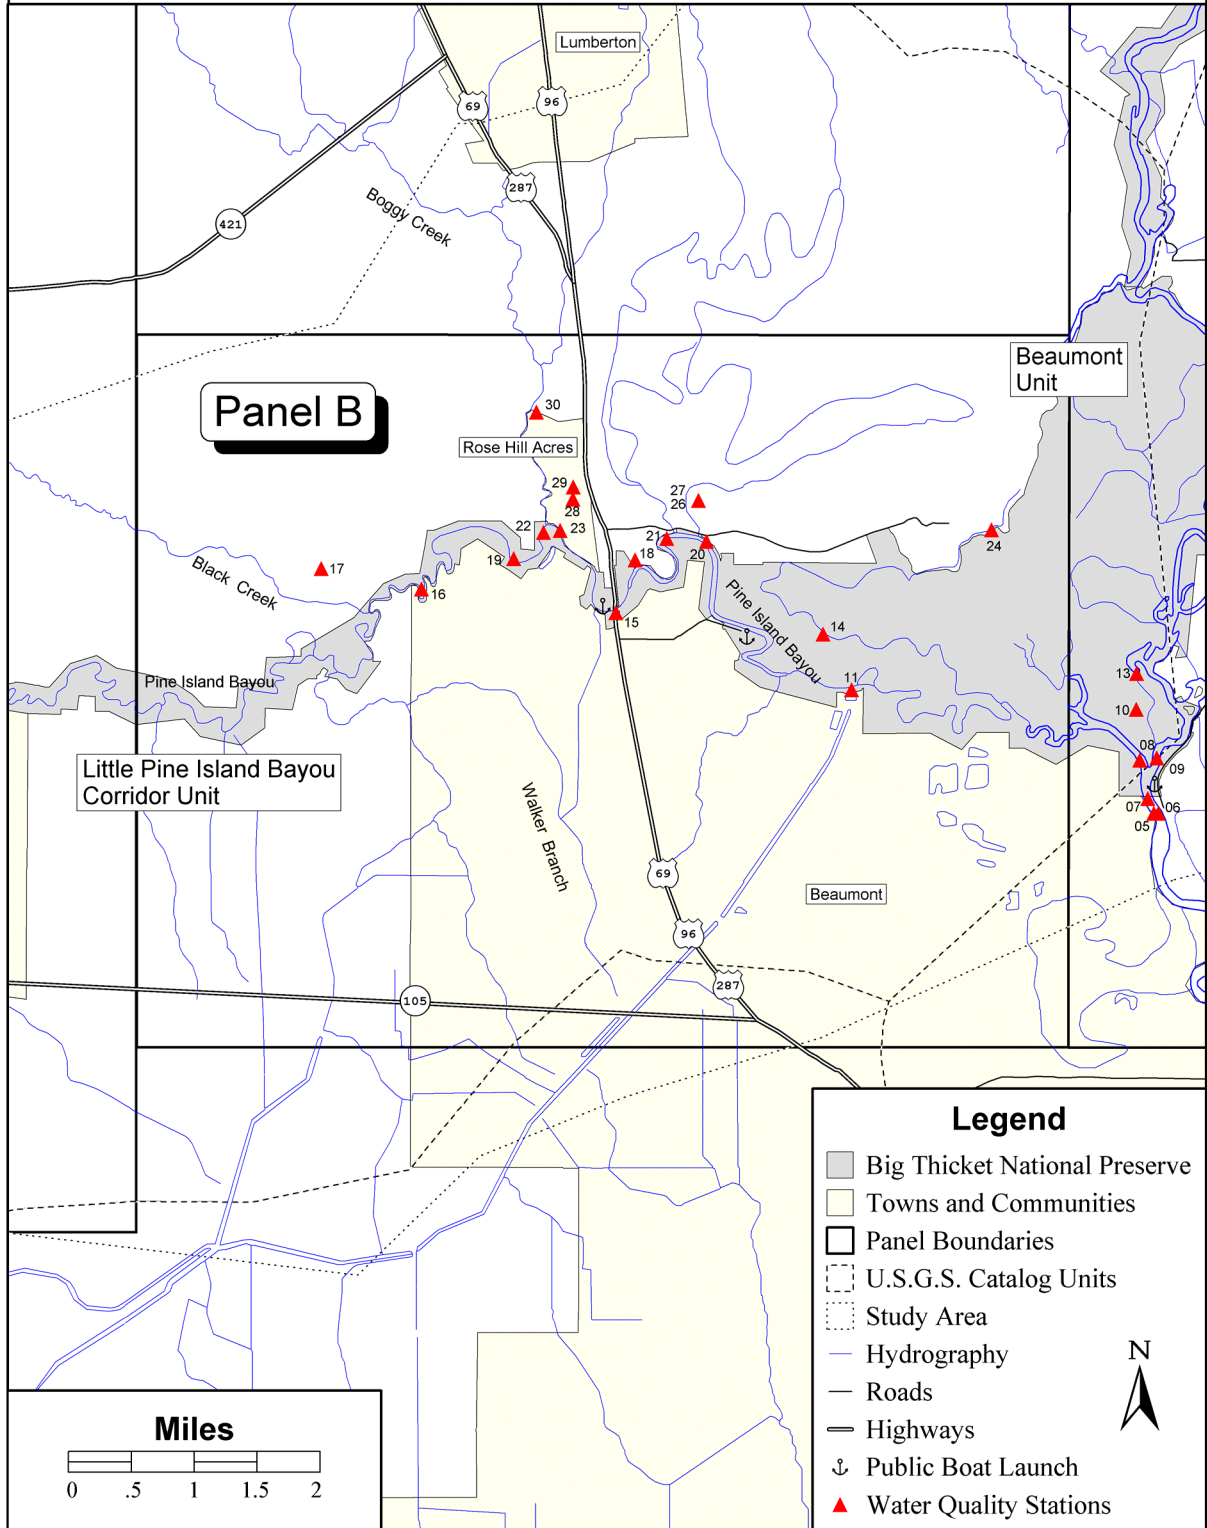 Lumberton
69
96
287
421
Boggy Creek
Beaumont
Unit
Panel B
30
Rose Hill Acres
29
28
27
26
22
23
21
20
24
19
18
17
16
15
14
13
11
10
08
09
07
06
05
Black Creek
Pine Island Bayou
Pine Island Bayou
Little Pine Island Bayou
Corridor Unit
Walker Branch
69
Beaumont
96
287
105
Legend
Big Thicket National Preserve
Towns and Communities
Panel Boundaries
U.S.G.S. Catalog Units
Study Area
Hydrography
Roads
Highways
Public Boat Launch
Water Quality Stations
N
Miles
0 .5 1 1.5 2